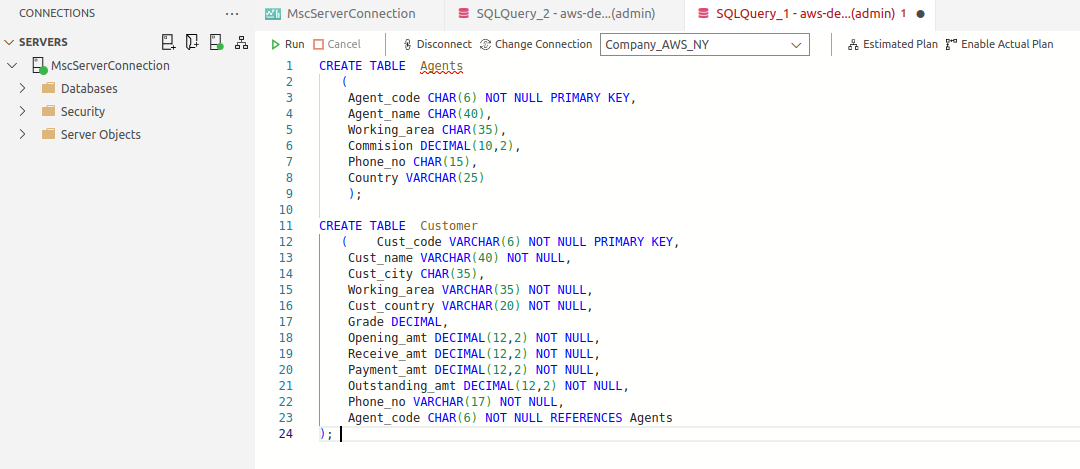 CONNECTIONS ...
MscServerConnection
SQLQuery_2 - aws-de...(admin)
SQLQuery_1 - aws-de...(admin) 1
SERVERS
MscServerConnection
Databases
Security
Server Objects
Run Cancel Disconnect Change Connection Company_AWS_NY Estimated Plan Enable Actual Plan
1 CREATE TABLE  Agents
2    (
3     Agent_code CHAR(6) NOT NULL PRIMARY KEY,
4     Agent_name CHAR(40),
5     Working_area CHAR(35),
6     Commision DECIMAL(10,2),
7     Phone_no CHAR(15),
8     Country VARCHAR(25)
9     );
10
11 CREATE TABLE  Customer
12    (    Cust_code VARCHAR(6) NOT NULL PRIMARY KEY,
13     Cust_name VARCHAR(40) NOT NULL,
14     Cust_city CHAR(35),
15     Working_area VARCHAR(35) NOT NULL,
16     Cust_country VARCHAR(20) NOT NULL,
17     Grade DECIMAL,
18     Opening_amt DECIMAL(12,2) NOT NULL,
19     Receive_amt DECIMAL(12,2) NOT NULL,
20     Payment_amt DECIMAL(12,2) NOT NULL,
21     Outstanding_amt DECIMAL(12,2) NOT NULL,
22     Phone_no VARCHAR(17) NOT NULL,
23     Agent_code CHAR(6) NOT NULL REFERENCES Agents
24 );